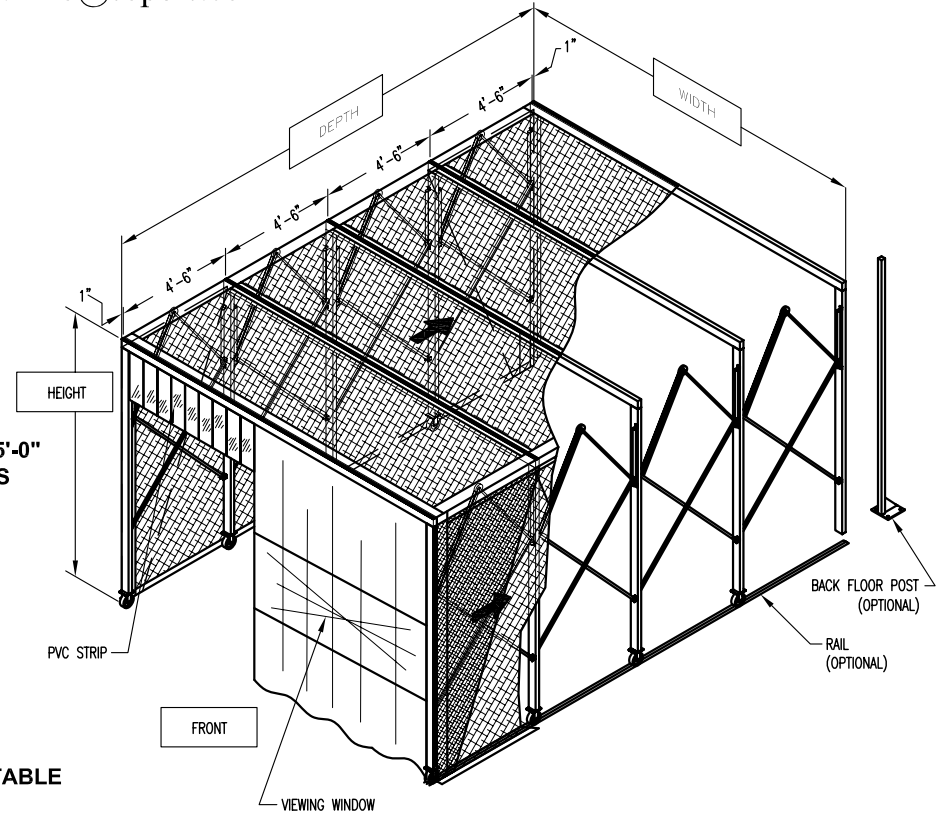 1"
DEPTH
WIDTH
4'-6"
4'-6"
4'-6"
4'-6"
1"
HEIGHT
5'-0"
S
BACK FLOOR POST
(OPTIONAL)
RAIL
(OPTIONAL)
PVC STRIP
FRONT
TABLE
VIEWING WINDOW